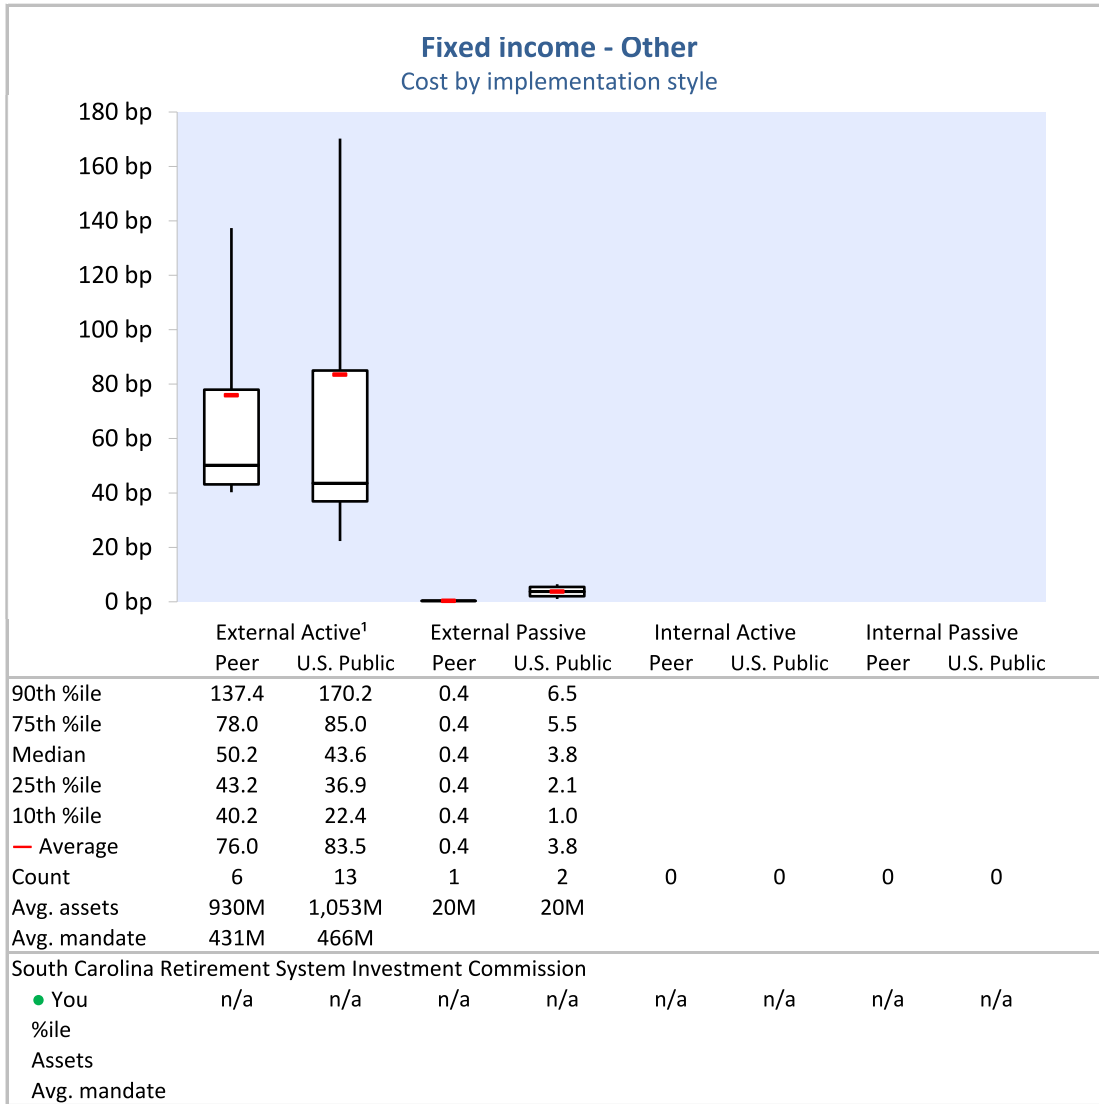 Fixed income - Other
Cost by implementation style
180 bp
160 bp
140 bp
120 bp
100 bp
80 bp
60 bp
40 bp
20 bp
0 bp
External Active¹ External Passive Internal Active Internal Passive
Peer U.S. Public Peer U.S. Public Peer U.S. Public Peer U.S. Public
90th %ile 137.4 170.2 0.4 6.5
75th %ile 78.0 85.0 0.4 5.5
Median 50.2 43.6 0.4 3.8
25th %ile 43.2 36.9 0.4 2.1
10th %ile 40.2 22.4 0.4 1.0
— Average 76.0 83.5 0.4 3.8
Count 6 13 1 2 0 0 0 0
Avg. assets 930M 1,053M 20M 20M
Avg. mandate 431M 466M
South Carolina Retirement System Investment Commission
● You n/a n/a n/a n/a n/a n/a n/a n/a
%ile
Assets
Avg. mandate